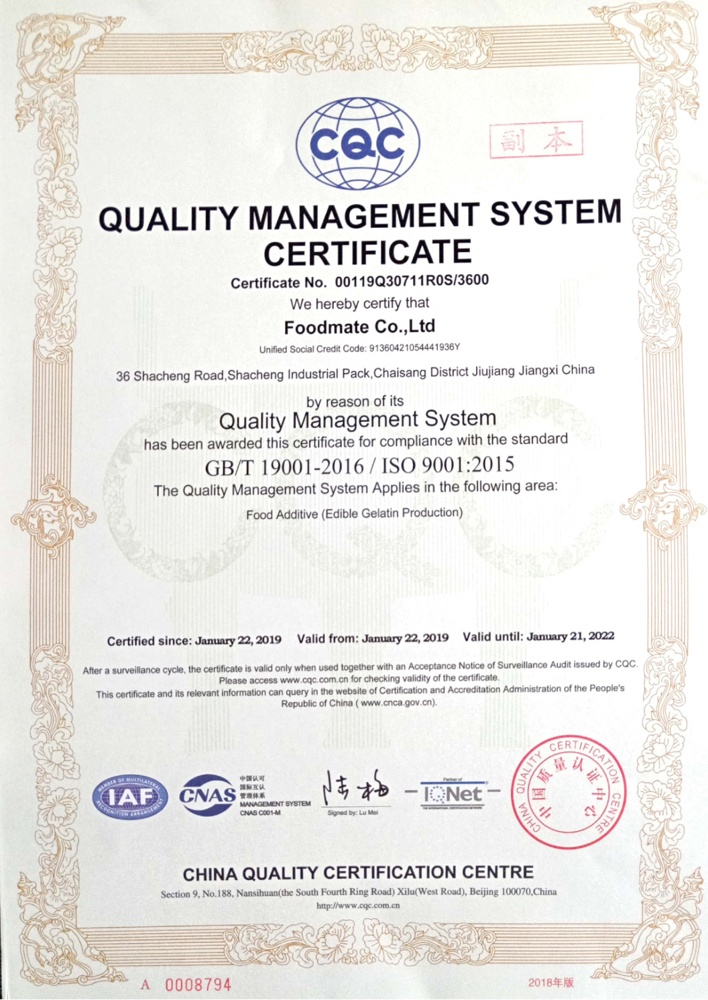 CQC
副本
QUALITY MANAGEMENT SYSTEM
CERTIFICATE
Certificate No. 00119Q30711R0S/3600
We hereby certify that
Foodmate Co.,Ltd
Unified Social Credit Code: 91360421054441936Y
36 Shacheng Road,Shacheng Industrial Pack,Chaisang District Jiujiang Jiangxi China
by reason of its
Quality Management System
has been awarded this certificate for compliance with the standard
GB/T 19001-2016 / ISO 9001:2015
The Quality Management System Applies in the following area:
Food Additive (Edible Gelatin Production)
Certified since: January 22, 2019 Valid from: January 22, 2019 Valid until: January 21, 2022
After a surveillance cycle, the certificate is valid only when used together with an Acceptance Notice of Surveillance Audit issued by CQC.
Please access www.cqc.com.cn for checking validity of the certificate.
This certificate and its relevant information can query in the website of Certification and Accreditation Administration of the People's
Republic of China ( www.cnca.gov.cn).
MEMBER OF MULTILATERAL
IAF
RECOGNITION ARRANGEMENT
CNAS
中国认可
国际互认
管理体系
MANAGEMENT SYSTEM
CNAS C001-M
陆梅
Signed by: Lu Mei
Partner of
IQNet
THE INTERNATIONAL CERTIFICATION NETWORK
CHINA QUALITY CERTIFICATION CENTRE
中国质量认证中心
CHINA QUALITY CERTIFICATION CENTRE
Section 9, No.188, Nansihuan(the South Fourth Ring Road) Xilu(West Road), Beijing 100070,China
http://www.cqc.com.cn
A 0008794
2018年版